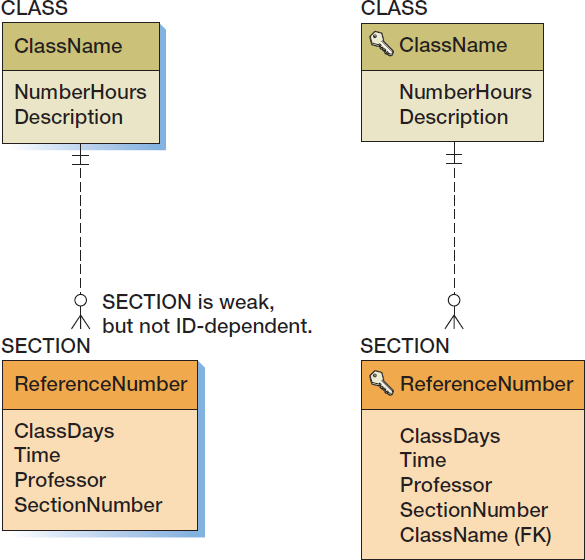 CLASS
ClassName
NumberHours
Description
SECTION is weak,
but not ID-dependent.
SECTION
ReferenceNumber
ClassDays
Time
Professor
SectionNumber
CLASS
ClassName
NumberHours
Description
SECTION
ReferenceNumber
ClassDays
Time
Professor
SectionNumber
ClassName (FK)